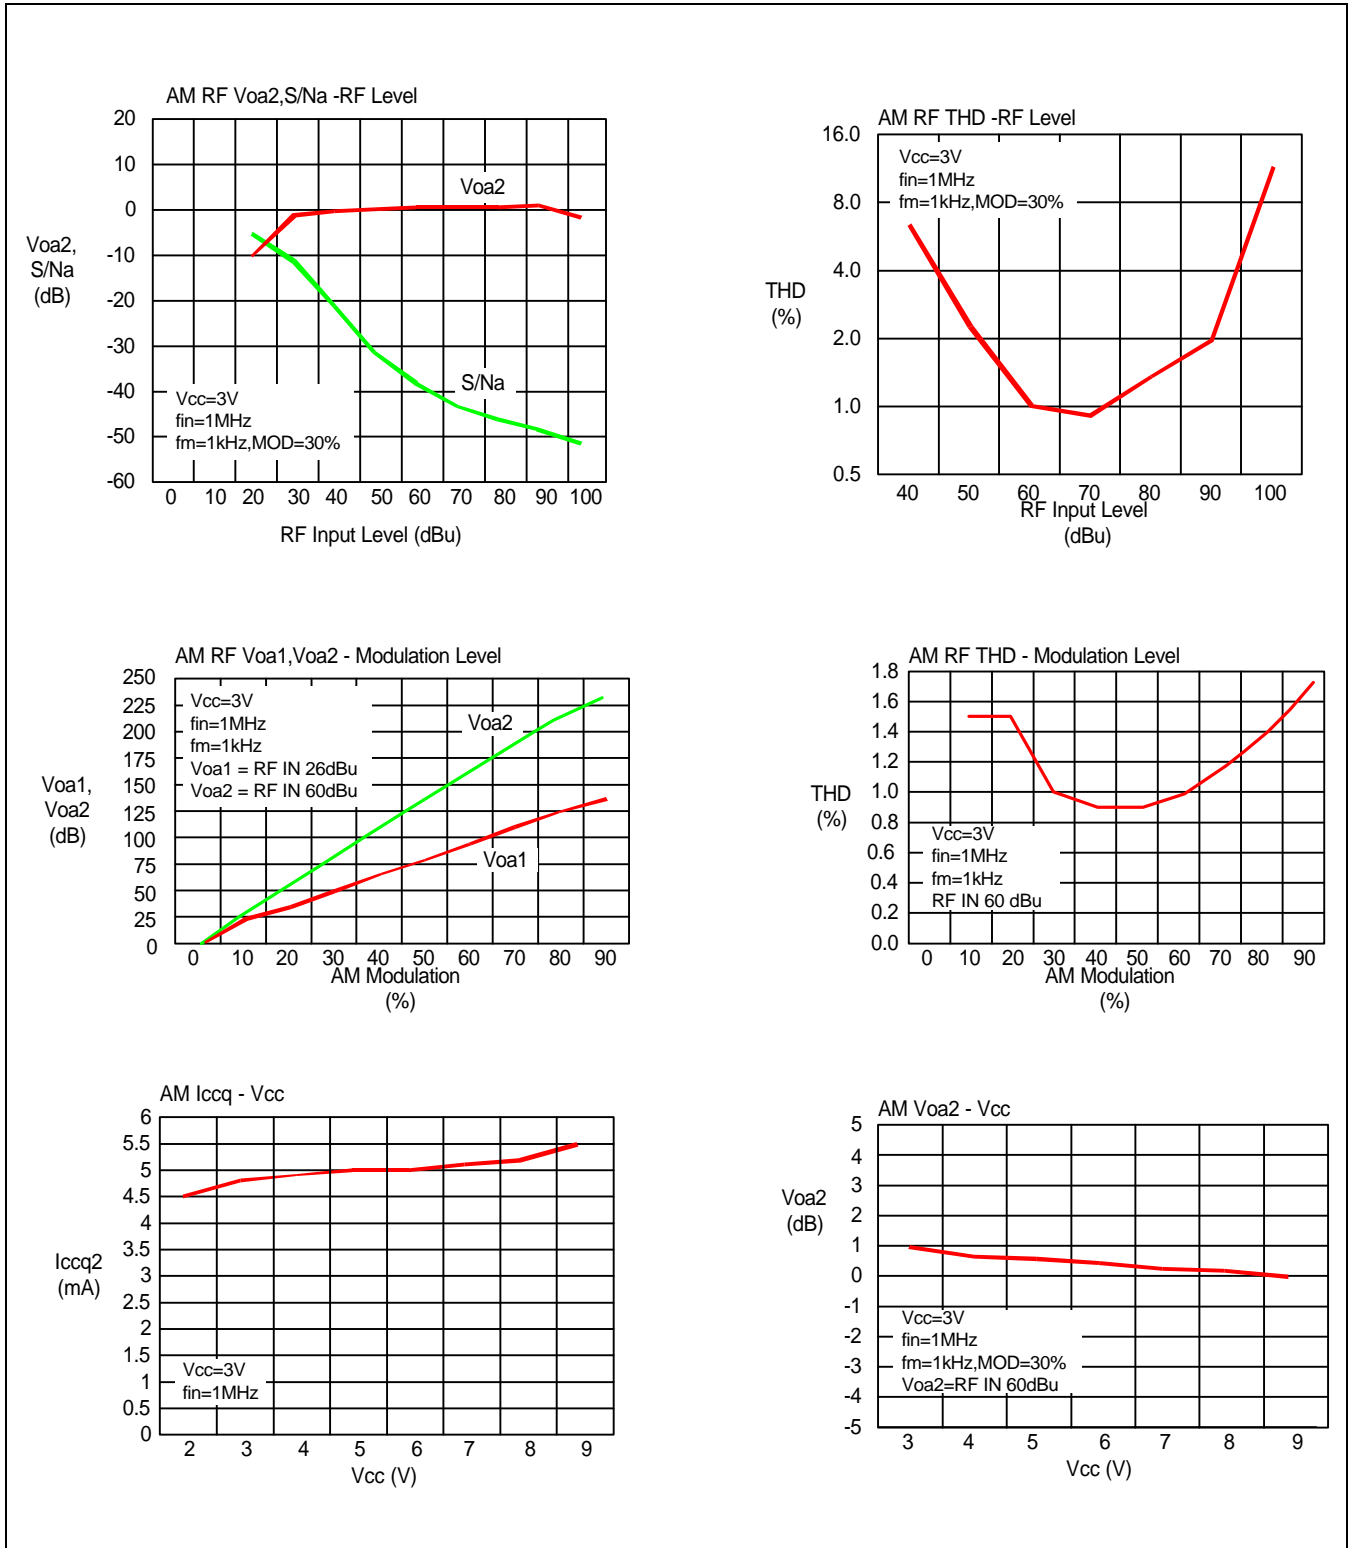 AM RF Voa2,S/Na -RF Level
20
10
0
-10
-20
-30
-40
-50
-60
Voa2,
S/Na
(dB)
Voa2
S/Na
Vcc=3V
fin=1MHz
fm=1kHz,MOD=30%
0 10 20 30 40 50 60 70 80 90 100
RF Input Level (dBu)
AM RF THD -RF Level
16.0
8.0
4.0
2.0
1.0
0.5
THD
(%)
Vcc=3V
fin=1MHz
fm=1kHz,MOD=30%
40 50 60 70 80 90 100
RF Input Level
(dBu)
AM RF Voa1,Voa2 - Modulation Level
250
225
200
175
150
125
100
75
50
25
0
Voa1,
Voa2
(dB)
Vcc=3V
fin=1MHz
fm=1kHz
Voa1 = RF IN 26dBu
Voa2 = RF IN 60dBu
Voa2
Voa1
0 10 20 30 40 50 60 70 80 90
AM Modulation
(%)
AM RF THD - Modulation Level
1.8
1.6
1.4
1.2
1.0
0.8
0.6
0.4
0.2
0.0
THD
(%)
Vcc=3V
fin=1MHz
fm=1kHz
RF IN 60 dBu
0 10 20 30 40 50 60 70 80 90
AM Modulation
(%)
AM Iccq - Vcc
6
5.5
5
4.5
4
3.5
3
2.5
2
1.5
1
0.5
0
Iccq2
(mA)
Vcc=3V
fin=1MHz
2 3 4 5 6 7 8 9
Vcc (V)
AM Voa2 - Vcc
5
4
3
2
1
0
-1
-2
-3
-4
-5
Voa2
(dB)
Vcc=3V
fin=1MHz
fm=1kHz,MOD=30%
Voa2=RF IN 60dBu
3 4 5 6 7 8 9
Vcc (V)